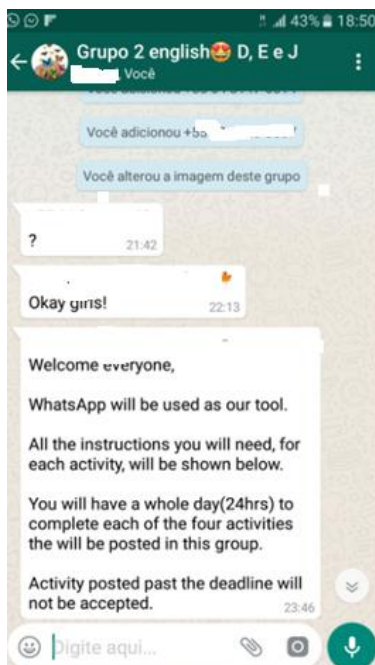 43% 18:50
Grupo 2 english🤩 D, E e J
, Você
Você adicionou
Você alterou a imagem deste grupo
?
21:42
Okay girls!
22:13
Welcome everyone,
WhatsApp will be used as our tool.
All the instructions you will need, for
each activity, will be shown below.
You will have a whole day(24hrs) to
complete each of the four activities
the will be posted in this group.
Activity posted past the deadline will
not be accepted.
23:46
Digite aqui...